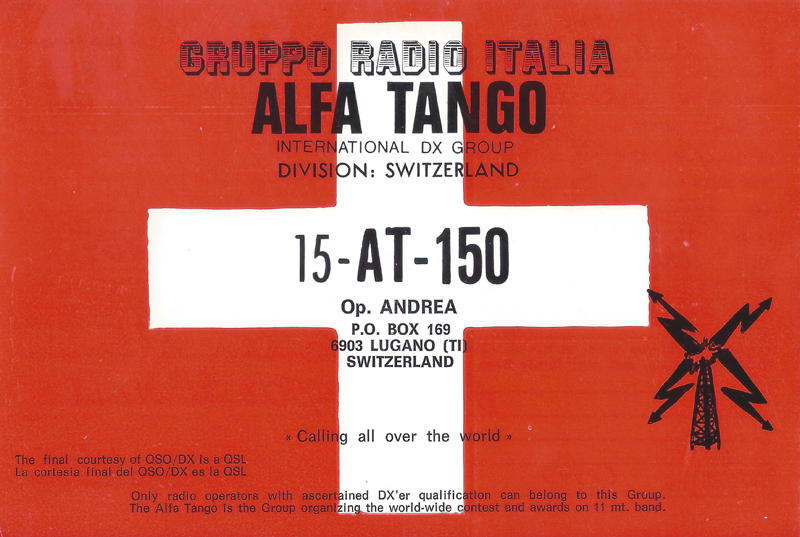 GRUPPO RADIO ITALIA
ALFA TANGO
INTERNATIONAL DX GROUP
DIVISION: SWITZERLAND
15-AT-150
Op. ANDREA
P.O. BOX 169
6903 LUGANO (TI)
SWITZERLAND
« Calling all over the world »
The final courtesy of QSO/DX is a QSL
La cortesia final del QSO/DX es la QSL
Only radio operators with ascertained DX'er qualification can belong to this Group.
The Alfa Tango is the Group organizing the world-wide contest and awards on 11 mt. band.